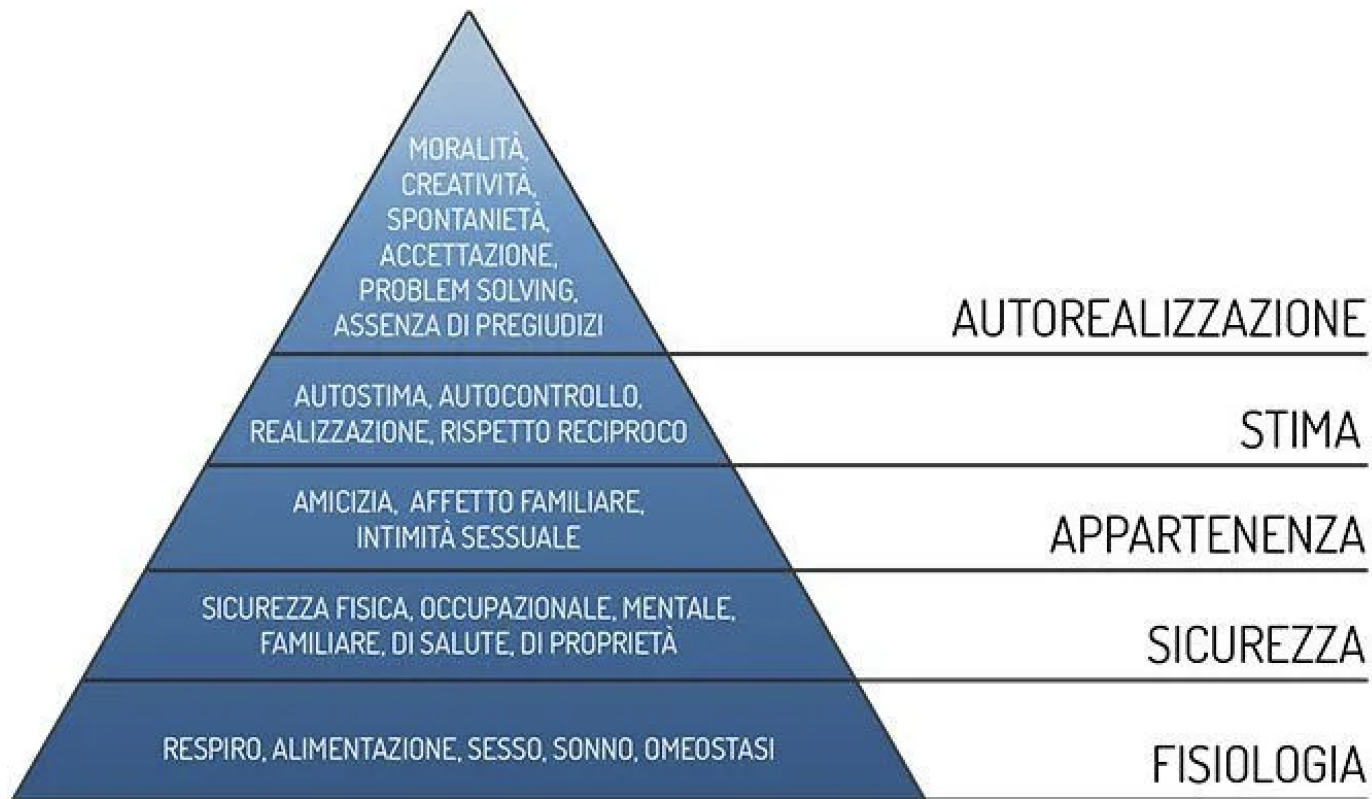 MORALITÀ,
CREATIVITÀ,
SPONTANIETÀ,
ACCETTAZIONE,
PROBLEM SOLVING,
ASSENZA DI PREGIUDIZI
AUTOREALIZZAZIONE
AUTOSTIMA, AUTOCONTROLLO,
REALIZZAZIONE, RISPETTO RECIPROCO
STIMA
AMICIZIA, AFFETTO FAMILIARE,
INTIMITÀ SESSUALE
APPARTENENZA
SICUREZZA FISICA, OCCUPAZIONALE, MENTALE,
FAMILIARE, DI SALUTE, DI PROPRIETÀ
SICUREZZA
RESPIRO, ALIMENTAZIONE, SESSO, SONNO, OMEOSTASI
FISIOLOGIA